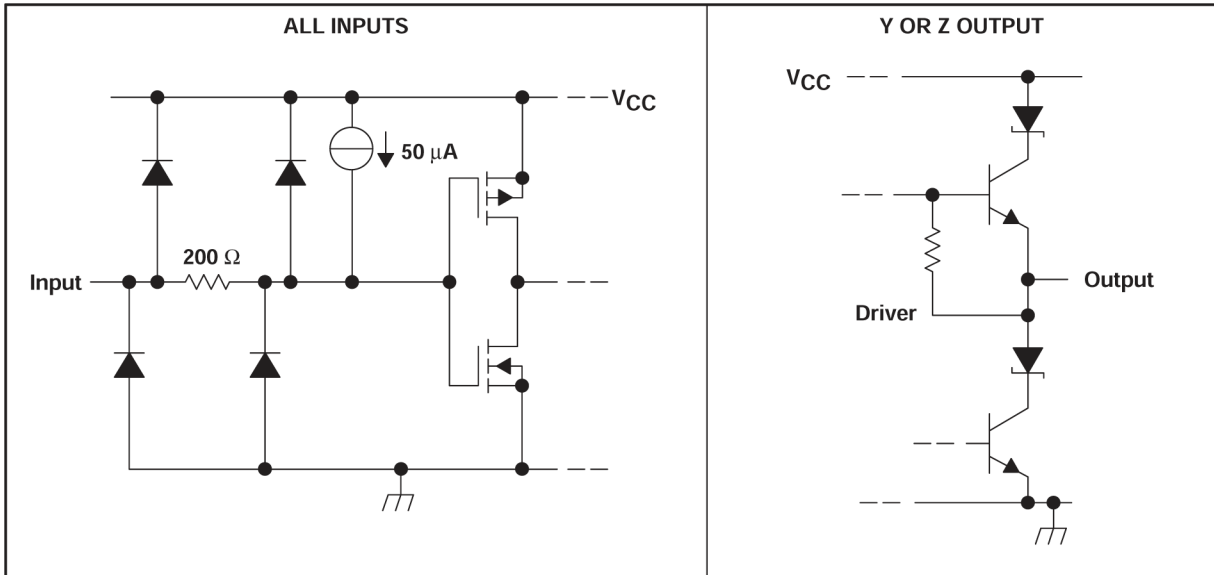 ALL INPUTS
VCC
50 μA
200 Ω
Input
Y OR Z OUTPUT
VCC
Output
Driver